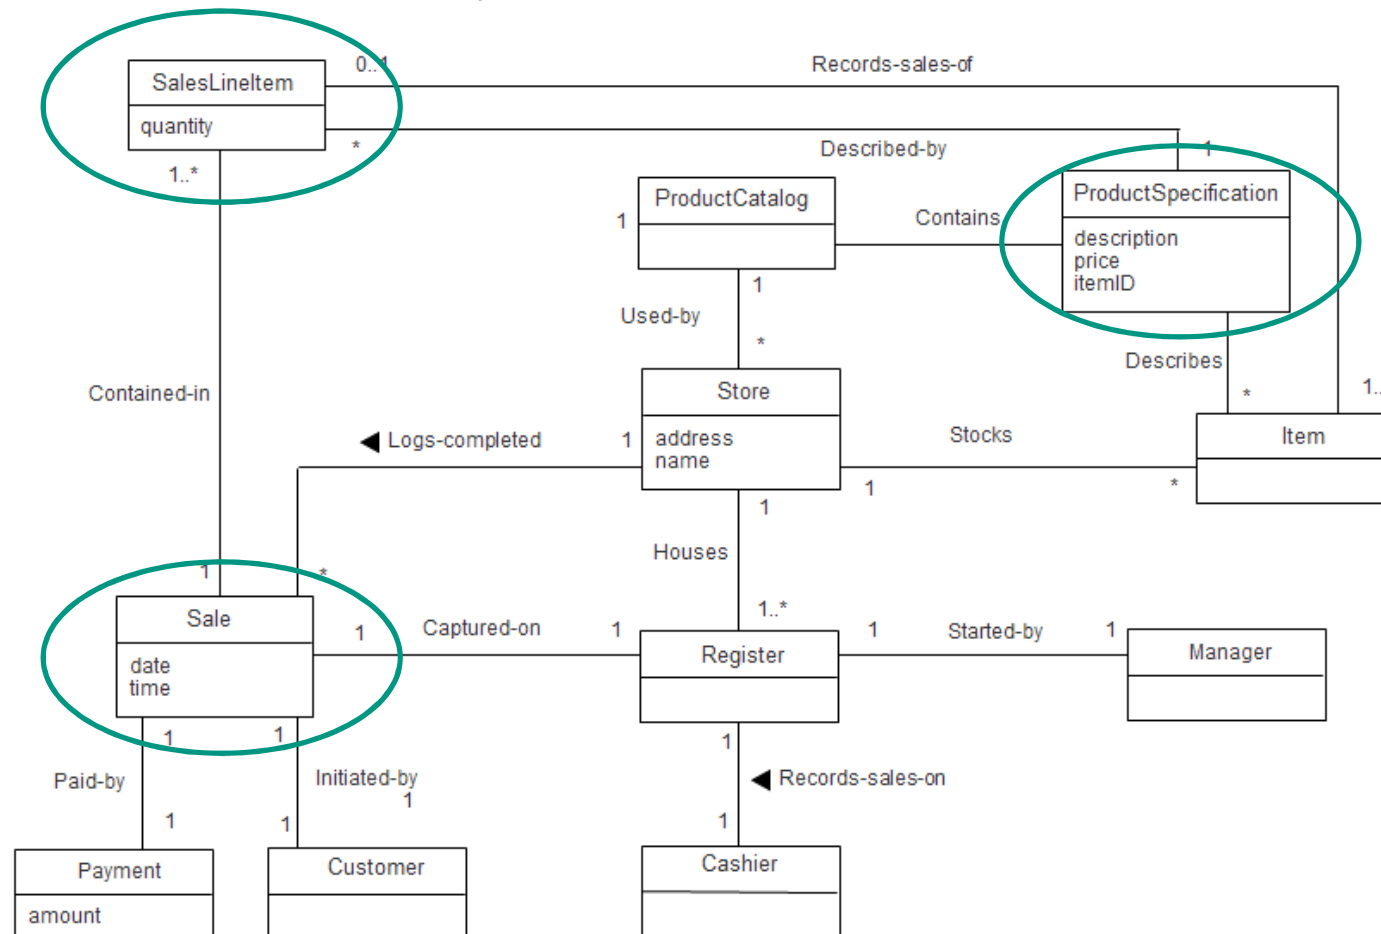 0..1
Records-sales-of
SalesLineItem
quantity
*
1..*
Described-by
1
ProductSpecification
description
price
itemID
ProductCatalog
1
Contains
1
Used-by
*
Describes
*
1..
Contained-in
Store
address
name
Logs-completed
1
Stocks
1
*
Item
1
Houses
1..*
1
*
Sale
date
time
1
Captured-on
1
Register
1
Started-by
1
Manager
1
1
1
Paid-by
Initiated-by
1
Records-sales-on
1
1
1
Payment
amount
Customer
Cashier